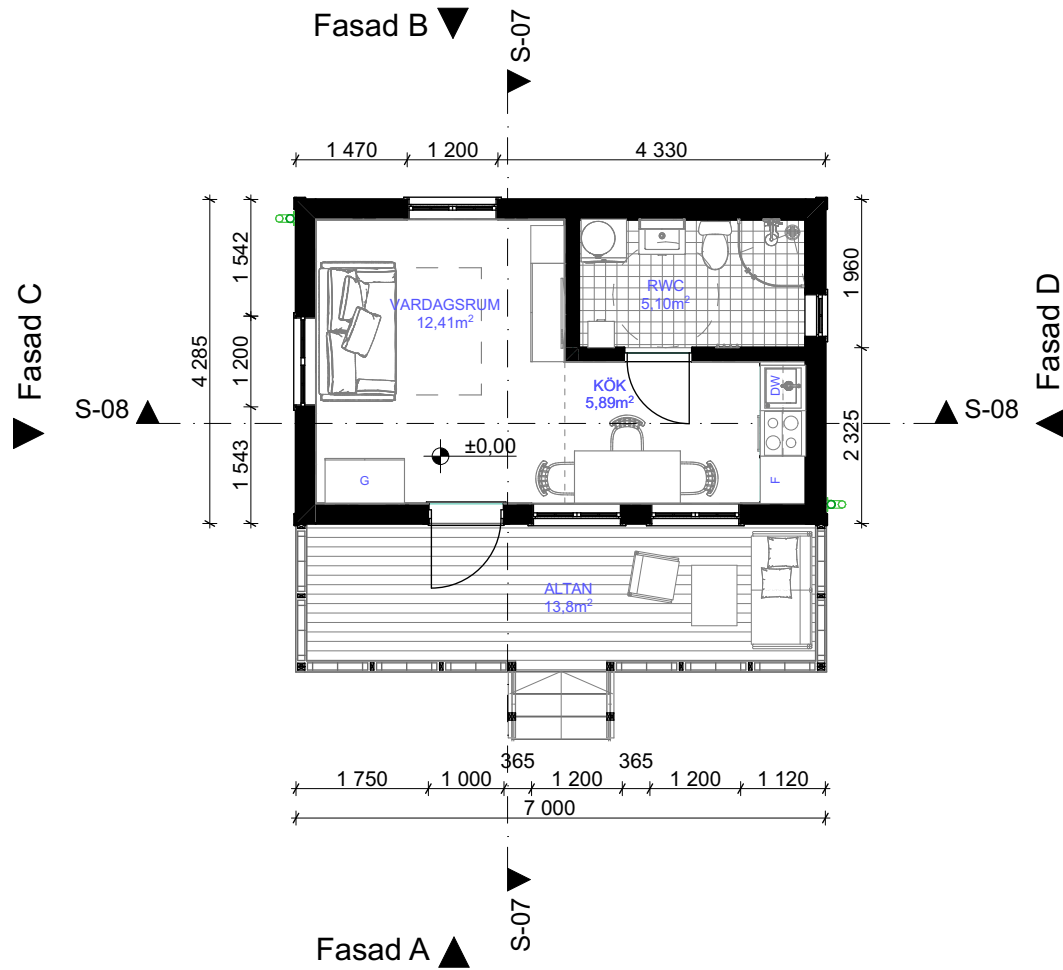 Fasad B
S-07
1 470
1 200
4 330
1 542
1 200
1 543
4 285
Fasad C
S-08
VARDAGSRUM
12,41m²
RWC
5,10m²
KÖK
5,89m²
DW
F
G
±0,00
1 960
2 325
Fasad D
S-08
ALTAN
13,8m²
365
365
1 750
1 000
1 200
1 200
1 120
7 000
S-07
Fasad A